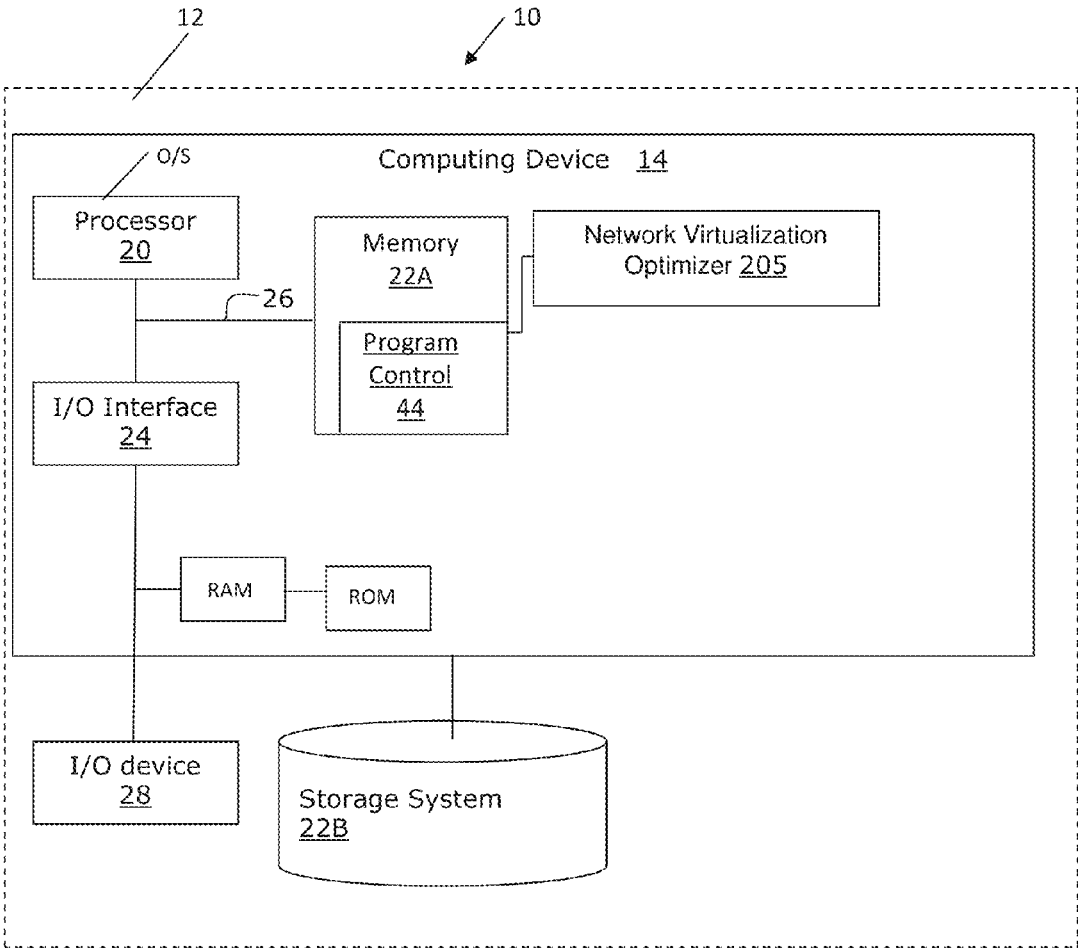 12
10
O/S
Computing Device 14
Processor
20
Memory
22A
Network Virtualization
Optimizer 205
26
Program
Control
44
I/O Interface
24
RAM
ROM
I/O device
28
Storage System
22B